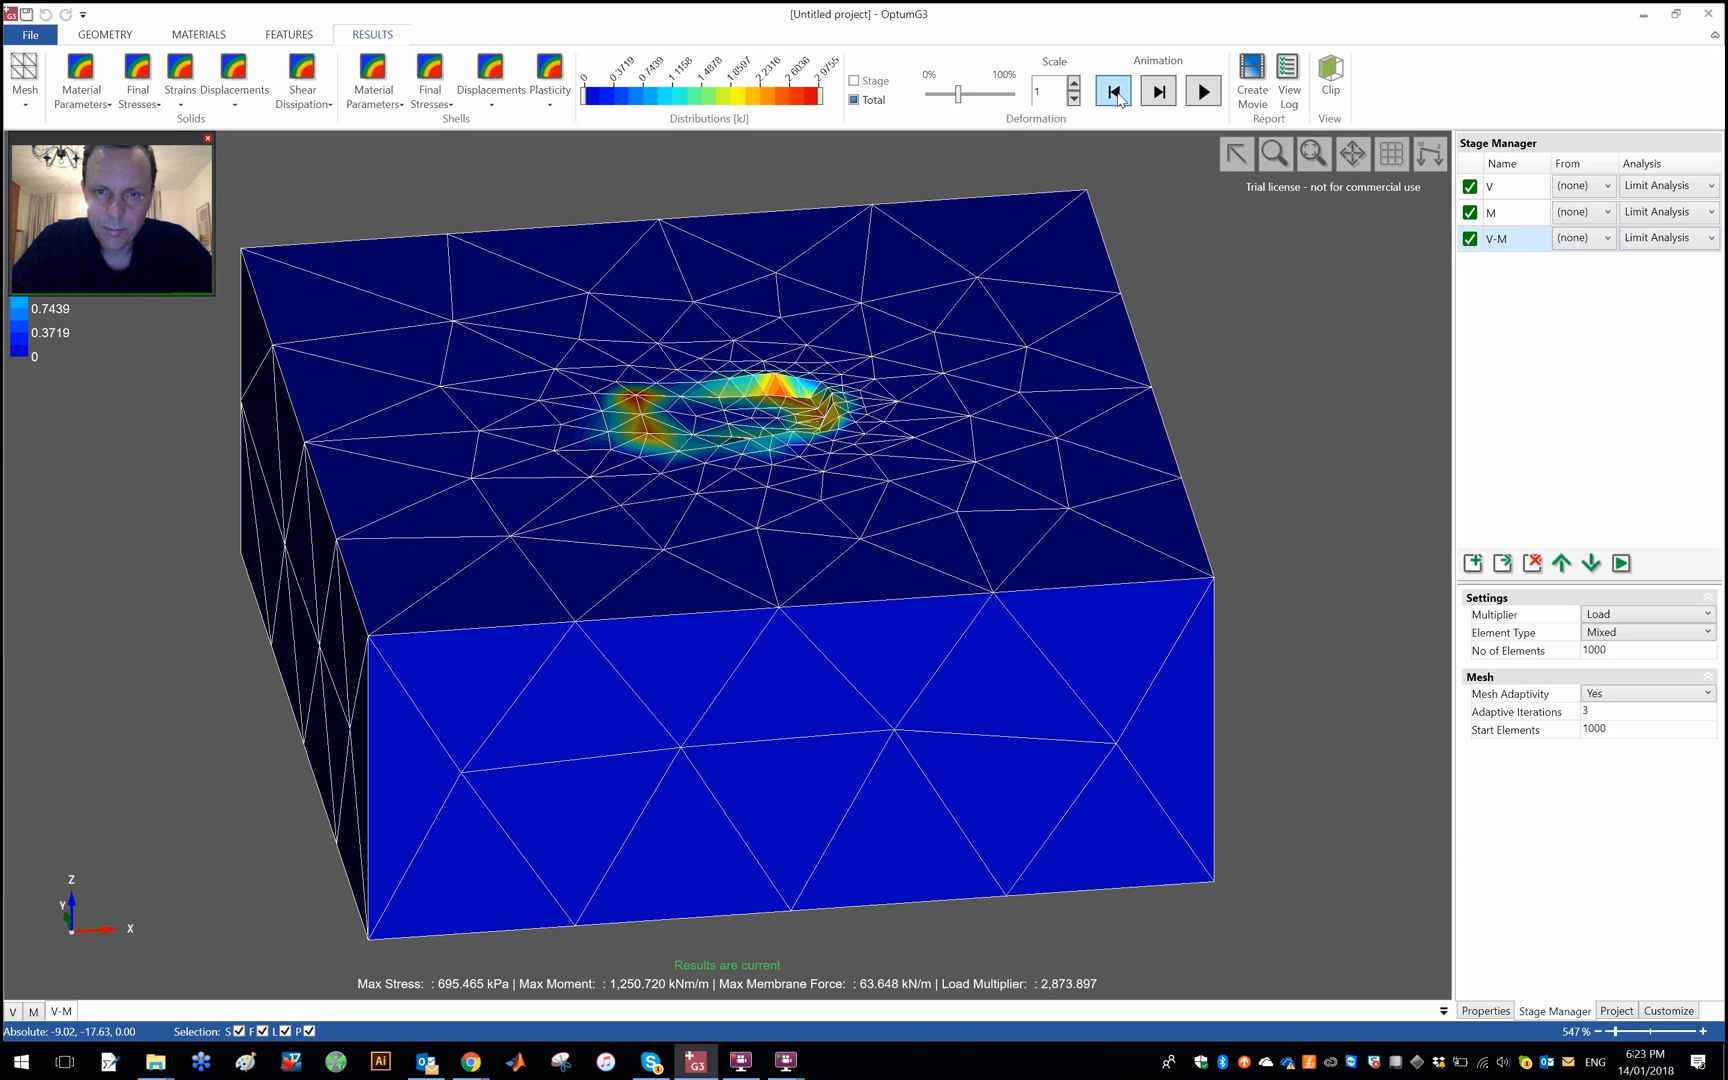 [Untitled project] - OptumG3
File GEOMETRY MATERIALS FEATURES RESULTS
Mesh
Material Parameters
Final Stresses
Strains
Displacements
Shear Dissipation
Solids
Material Parameters
Final Stresses
Displacements
Plasticity
Shells
0 0.3719 0.7439 1.1158 1.4878 1.8597 2.2316 2.6036 2.9755
Distributions [kJ]
Stage
Total
0% 100%
Scale
1
Animation
Deformation
Create Movie
View Log
Report
Clip
View
G3
0.7439
0.3719
0
Trial license - not for commercial use
Z
Y
X
Results are current
Max Stress: : 695.465 kPa | Max Moment: : 1,250.720 kNm/m | Max Membrane Force: : 63.648 kN/m | Load Multiplier: : 2,873.897
Stage Manager
Name From Analysis
V (none) Limit Analysis
M (none) Limit Analysis
V-M (none) Limit Analysis
Settings
Multiplier Load
Element Type Mixed
No of Elements 1000
Mesh
Mesh Adaptivity Yes
Adaptive Iterations 3
Start Elements 1000
V M V-M
Properties Stage Manager Project Customize
Absolute: -9.02, -17.63, 0.00 Selection: S F L P
547 %
17
Ai
G3
ENG
6:23 PM
14/01/2018